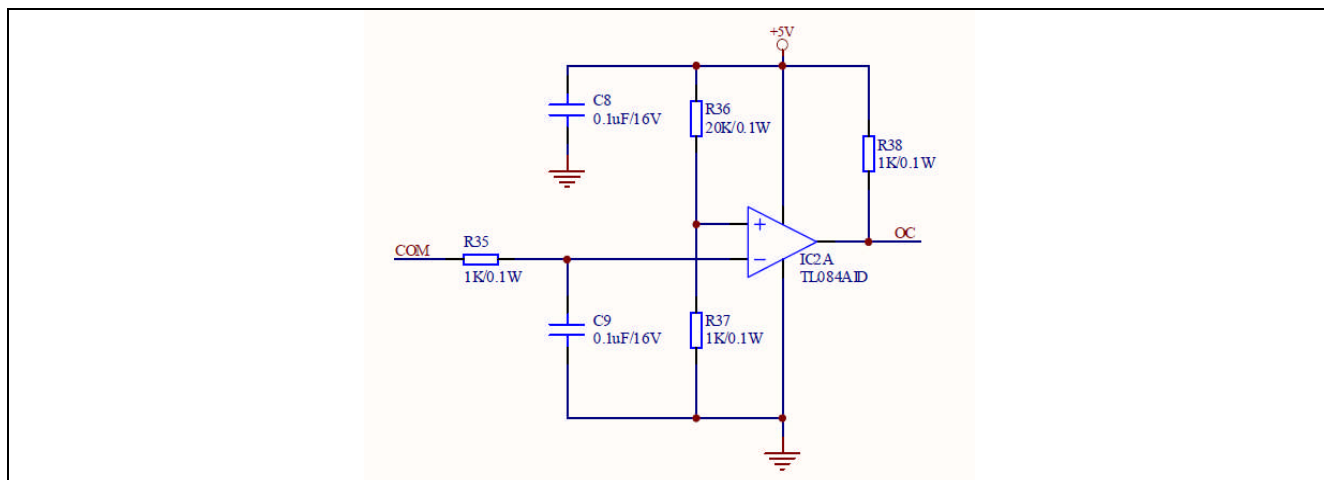 +5V
C8
0.1uF/16V
R36
20K/0.1W
R38
1K/0.1W
+
OC
COM
R35
1K/0.1W
−
IC2A
TL084AID
C9
0.1uF/16V
R37
1K/0.1W